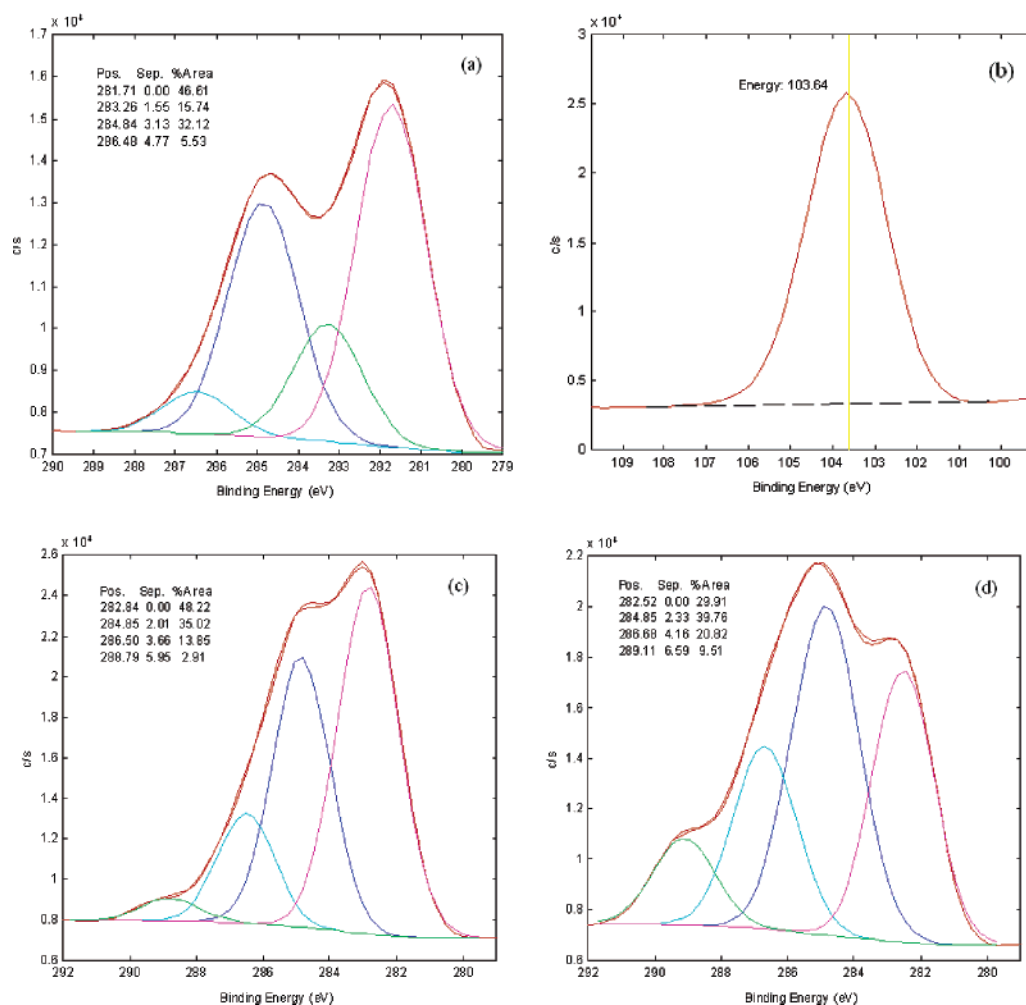 x 10⁴
1.7
1.6
1.5
1.4
1.3
1.2
1.1
1
0.9
0.8
0.7
c/s
(a)
Pos. Sep. %Area
281.71 0.00 46.61
283.26 1.55 15.74
284.84 3.13 32.12
286.48 4.77 5.53
290 289 288 287 286 285 284 283 282 281 280 279
Binding Energy (eV)
x 10⁴
3
2.5
2
1.5
1
0.5
0
c/s
(b)
Energy: 103.64
109 108 107 106 105 104 103 102 101 100
Binding Energy (eV)
x 10⁴
2.6
2.4
2.2
2
1.8
1.6
1.4
1.2
1
0.8
0.6
c/s
(c)
Pos. Sep. %Area
282.84 0.00 48.22
284.85 2.01 35.02
286.50 3.66 13.85
288.79 5.95 2.91
292 290 288 286 284 282 280
Binding Energy (eV)
x 10⁴
2.2
2
1.8
1.6
1.4
1.2
1
0.8
0.6
c/s
(d)
Pos. Sep. %Area
282.52 0.00 29.91
284.85 2.33 39.76
286.68 4.16 20.82
289.11 6.59 9.51
292 290 288 286 284 282 280
Binding Energy (eV)